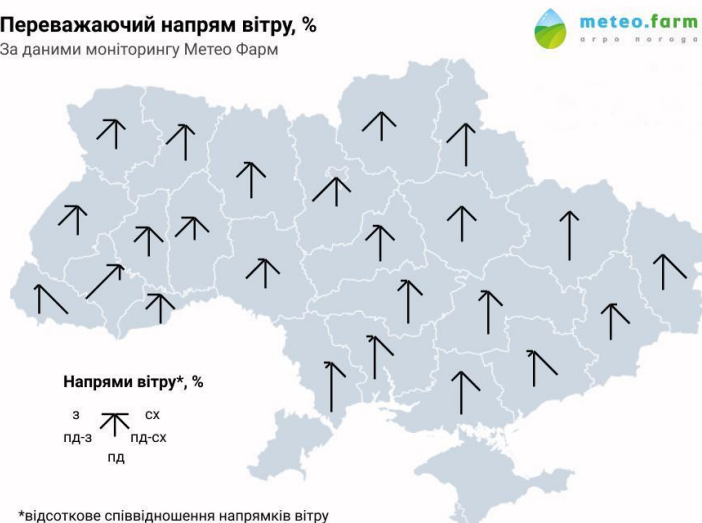 Переважаючий напрям вітру, %
За даними моніторингу Метео Фарм
meteo.farm
агро погода
Напрями вітру*, %
з сх
пд-з пд-сх
пд
*відсоткове співвідношення напрямків вітру